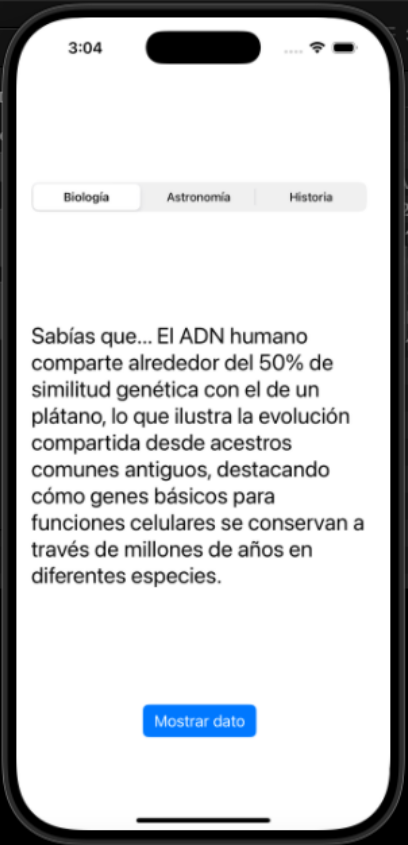 3:04
Biología
Astronomía
Historia
Sabías que... El ADN humano
comparte alrededor del 50% de
similitud genética con el de un
plátano, lo que ilustra la evolución
compartida desde acestros
comunes antiguos, destacando
cómo genes básicos para
funciones celulares se conservan a
través de millones de años en
diferentes especies.
Mostrar dato